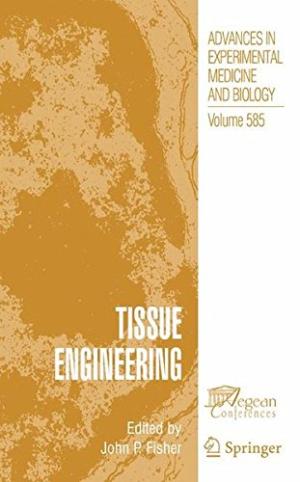 ADVANCES IN
EXPERIMENTAL
MEDICINE
AND BIOLOGY
Volume 585
TISSUE
ENGINEERING
Edited by
John P. Fisher
Aegean
Conferences
Springer